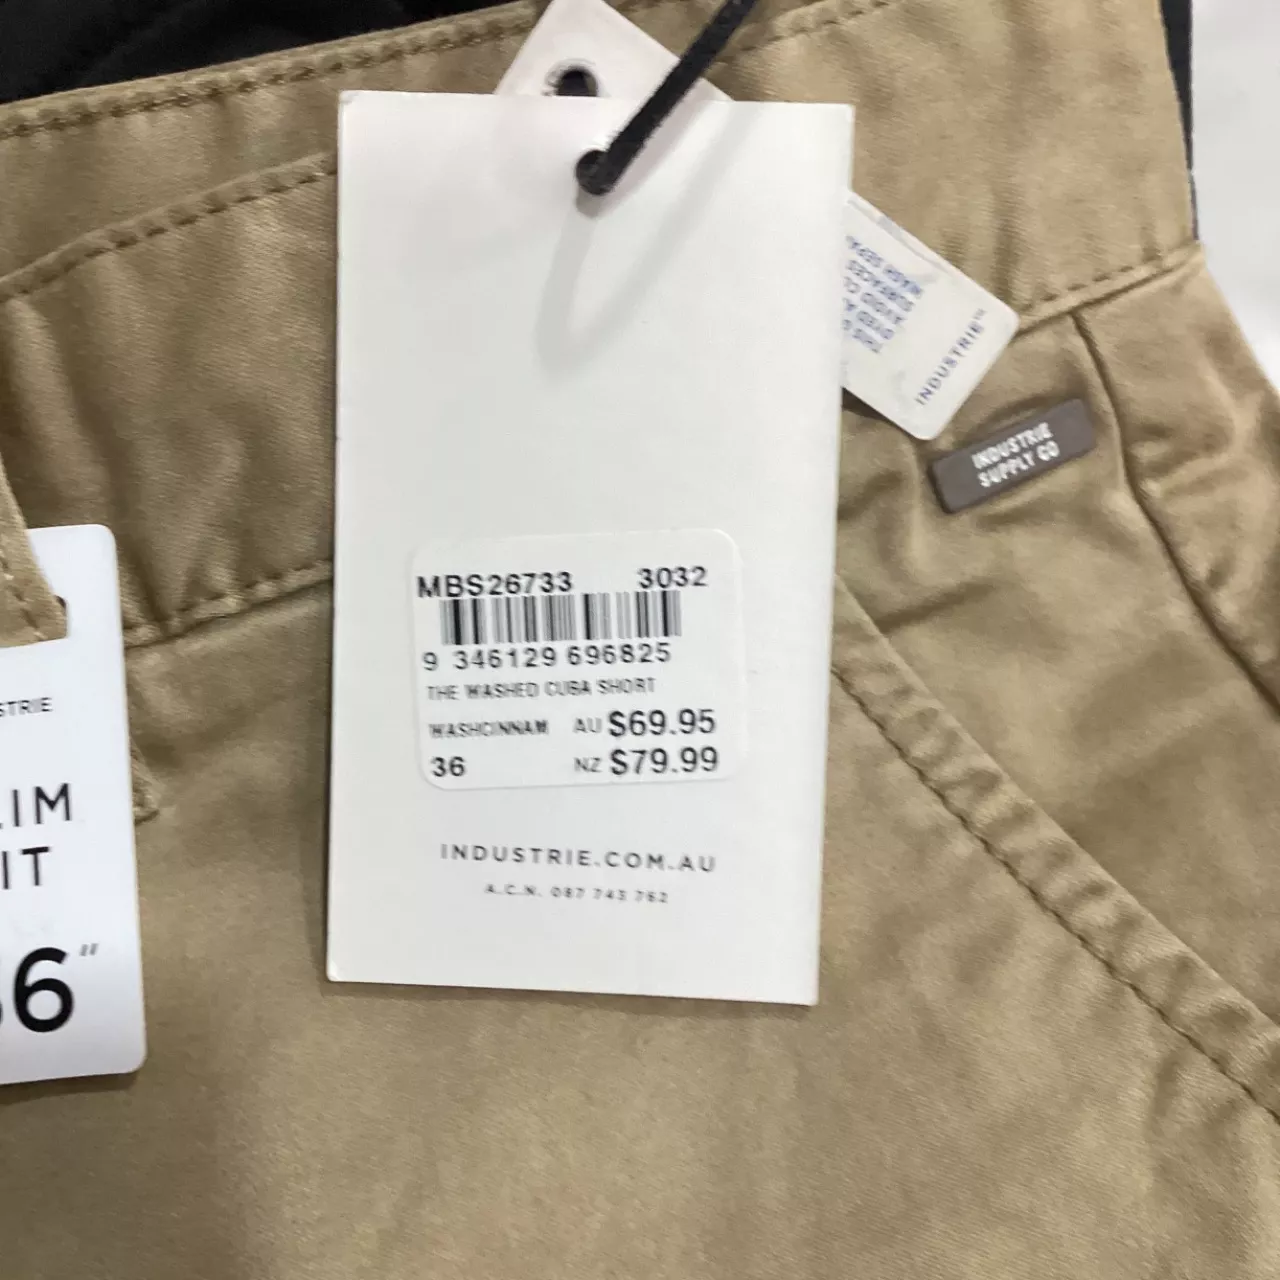 MBS26733 3032
9 346129 696825
THE WASHED CUBA SHORT
WASHCINNAM AU $69.95
36 NZ $79.99
INDUSTRIE.COM.AU
A.C.N. 087 743 762
INDUSTRIE™
INDUSTRIE
SUPPLY CO
STRIE
LIM
IT
36"